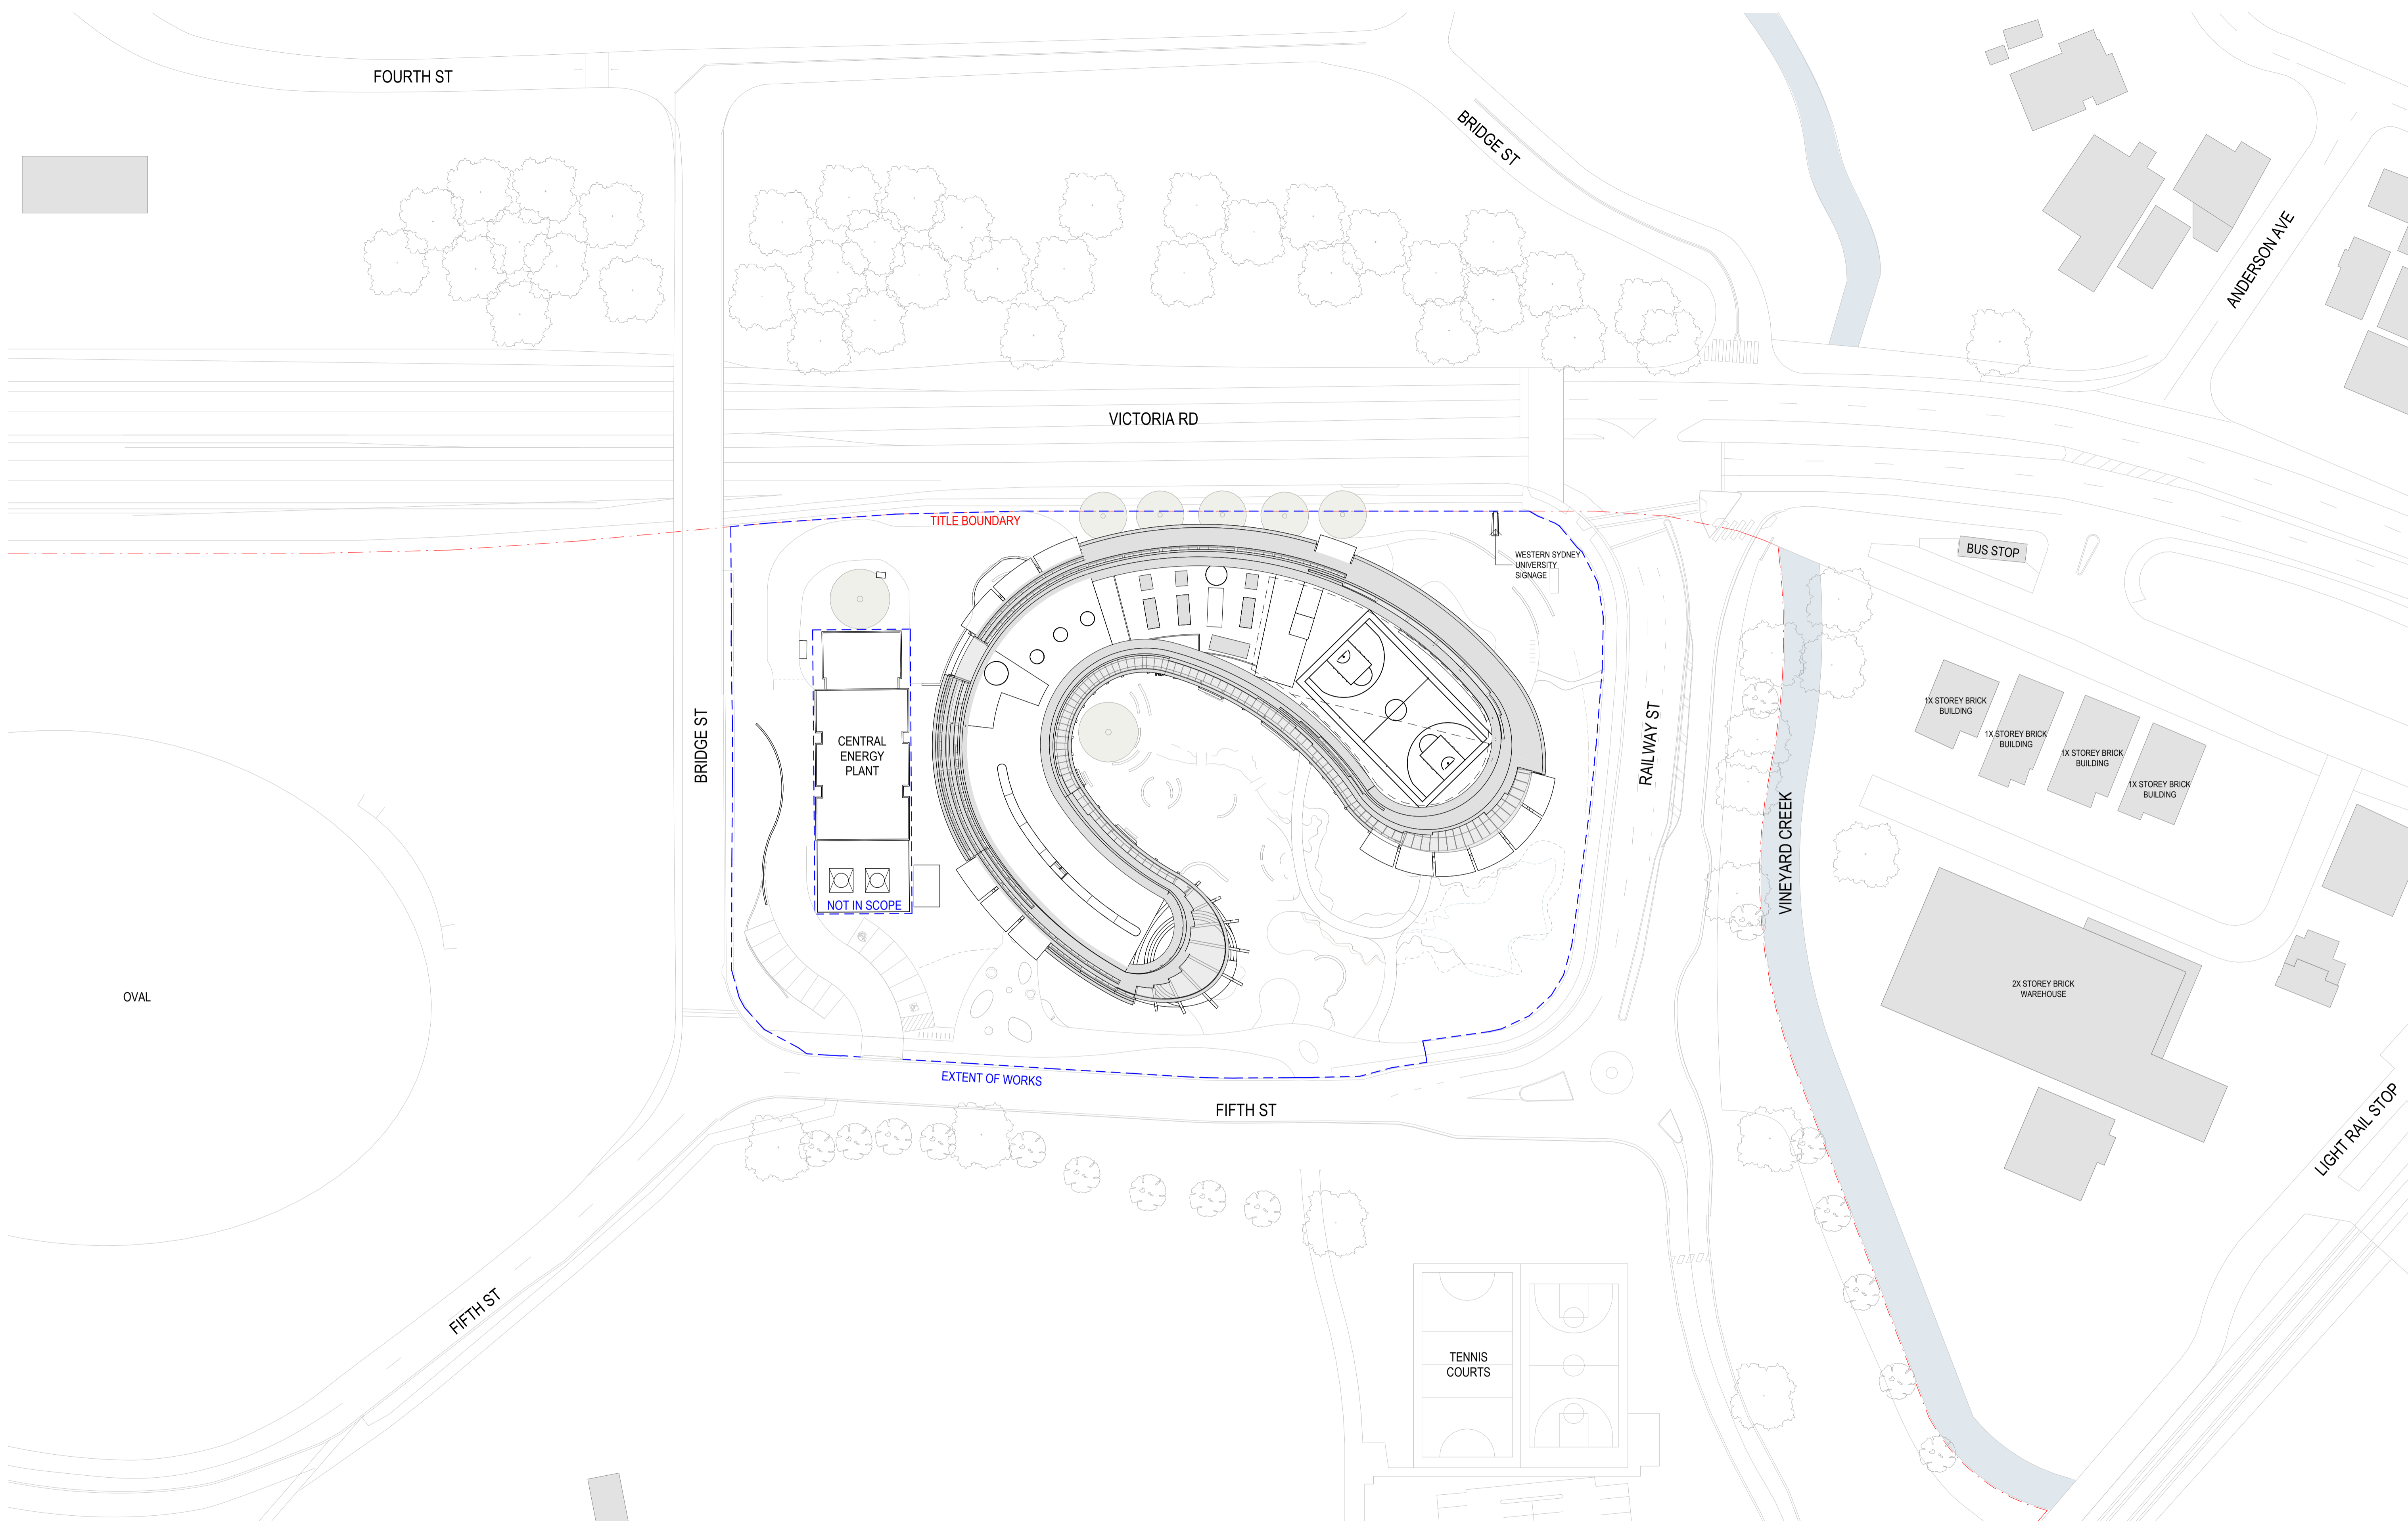 FOURTH ST
BRIDGE ST
ANDERSON AVE
VICTORIA RD
TITLE BOUNDARY
WESTERN SYDNEY
UNIVERSITY
SIGNAGE
BUS STOP
1X STOREY BRICK
BUILDING
1X STOREY BRICK
BUILDING
1X STOREY BRICK
BUILDING
1X STOREY BRICK
BUILDING
BRIDGE ST
CENTRAL
ENERGY
PLANT
RAILWAY ST
VINEYARD CREEK
NOT IN SCOPE
OVAL
2X STOREY BRICK
WAREHOUSE
EXTENT OF WORKS
FIFTH ST
LIGHT RAIL STOP
FIFTH ST
TENNIS
COURTS